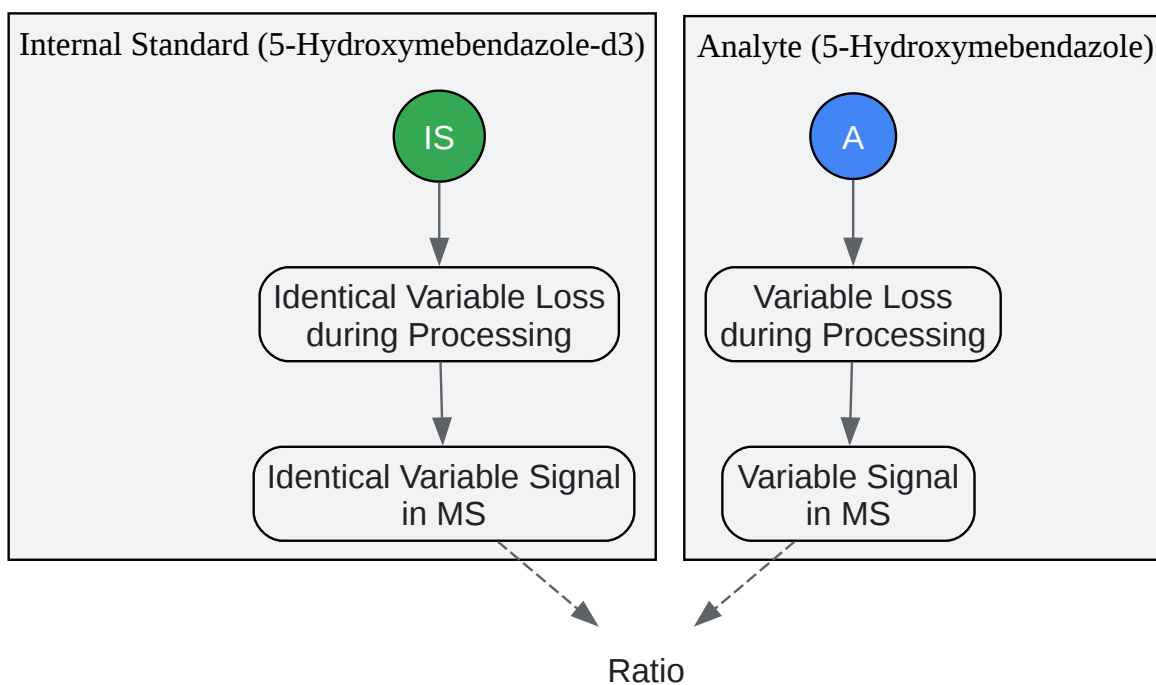 Internal Standard (5-Hydroxymebendazole-d3)
IS
Identical Variable Loss
during Processing
Identical Variable Signal
in MS
Analyte (5-Hydroxymebendazole)
A
Variable Loss
during Processing
Variable Signal
in MS
Ratio